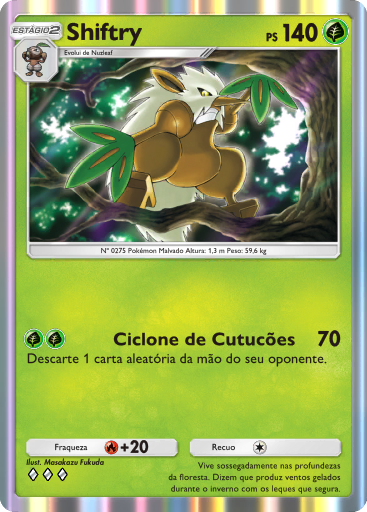 ESTÁGIO2
Shiftry
PS 140
Evolui de Nuzleaf
Nº 0275 Pokémon Malvado Altura: 1,3 m Peso: 59,6 kg
Ciclone de Cutucões 70
Descarte 1 carta aleatória da mão do seu oponente.
Fraqueza +20
Recuo
Ilust. Masakazu Fukuda
Vive sossegadamente nas profundezas
da floresta. Dizem que produz ventos gelados
durante o inverno com os leques que segura.